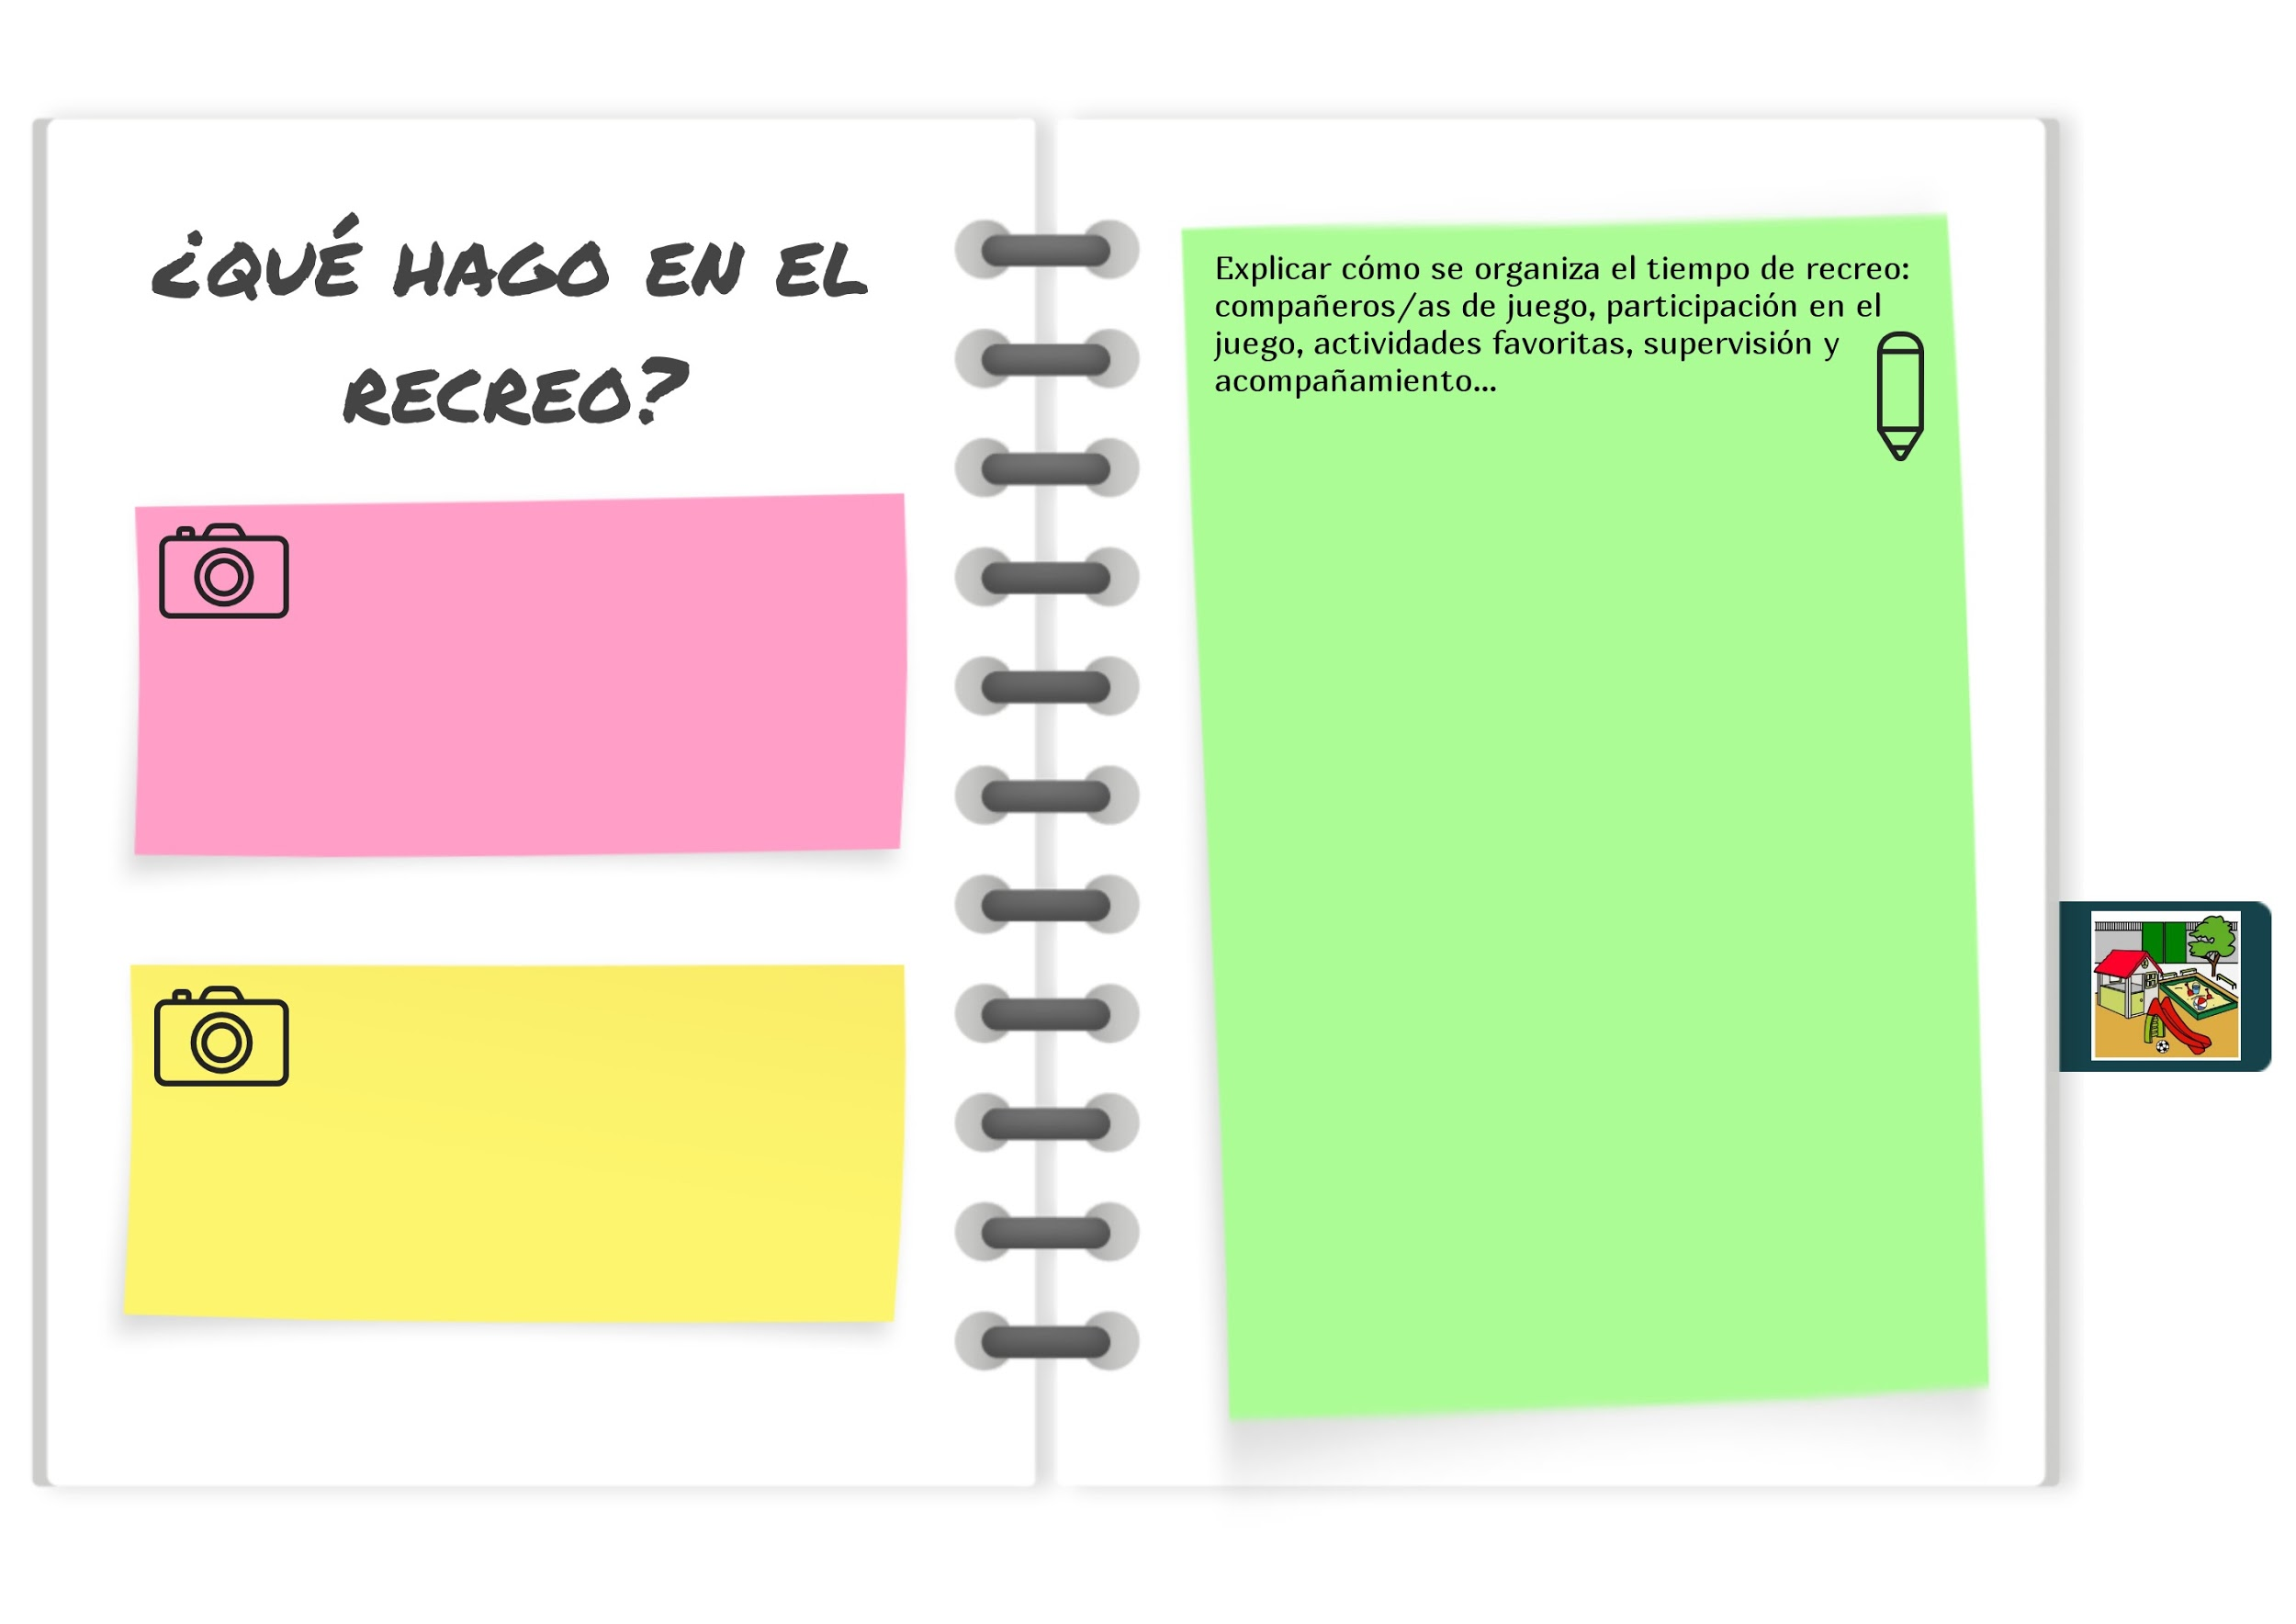 ¿QUÉ HAGO EN EL
RECREO?
Explicar cómo se organiza el tiempo de recreo:
compañeros/as de juego, participación en el
juego, actividades favoritas, supervisión y
acompañamiento...